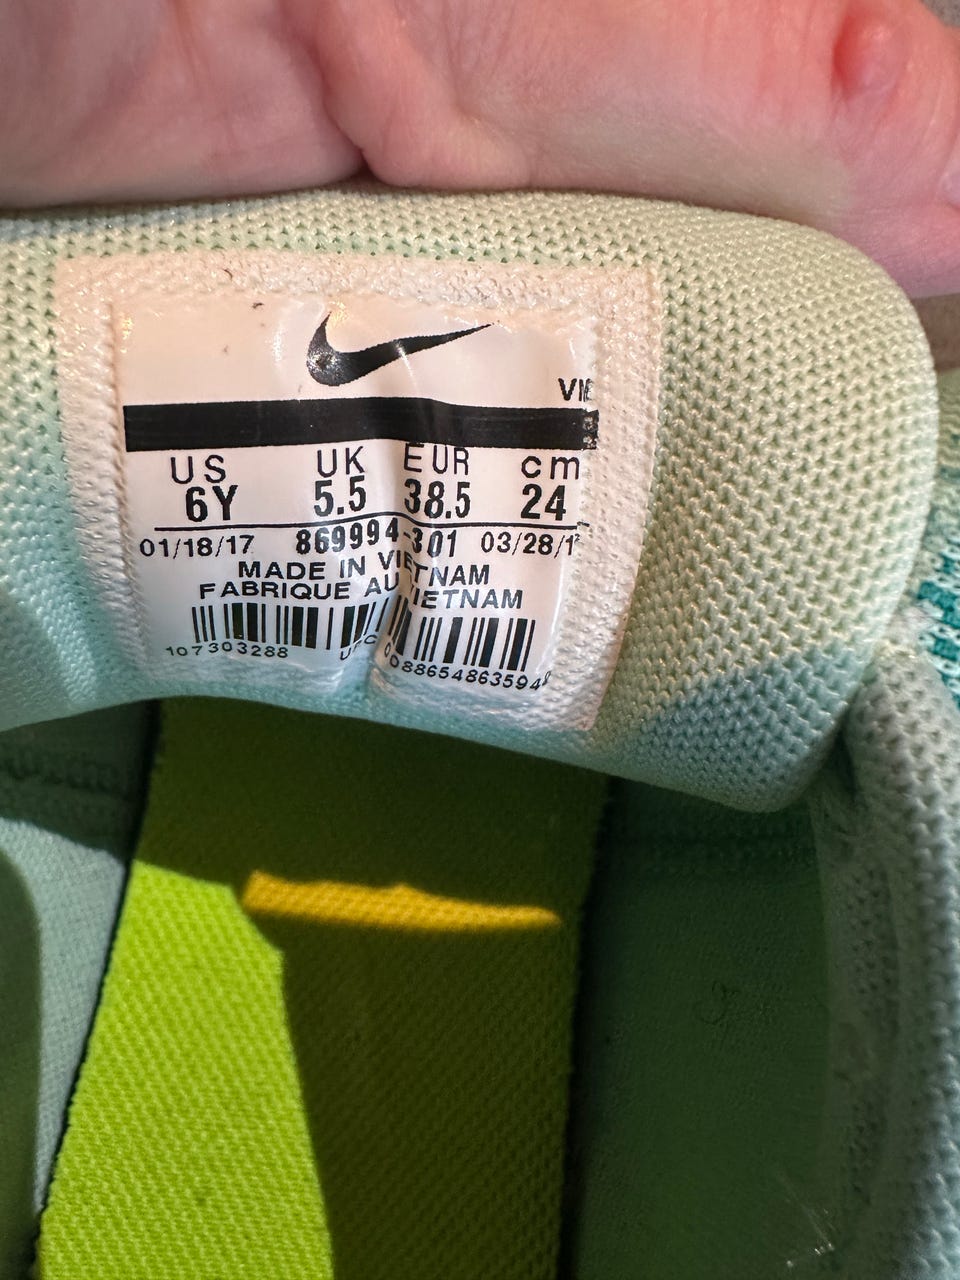 US UK EUR cm
6Y 5.5 38.5 24
01/18/17 869994-301
MADE IN VIETNAM
FABRIQUE AU VIETNAM
107303288 UPC